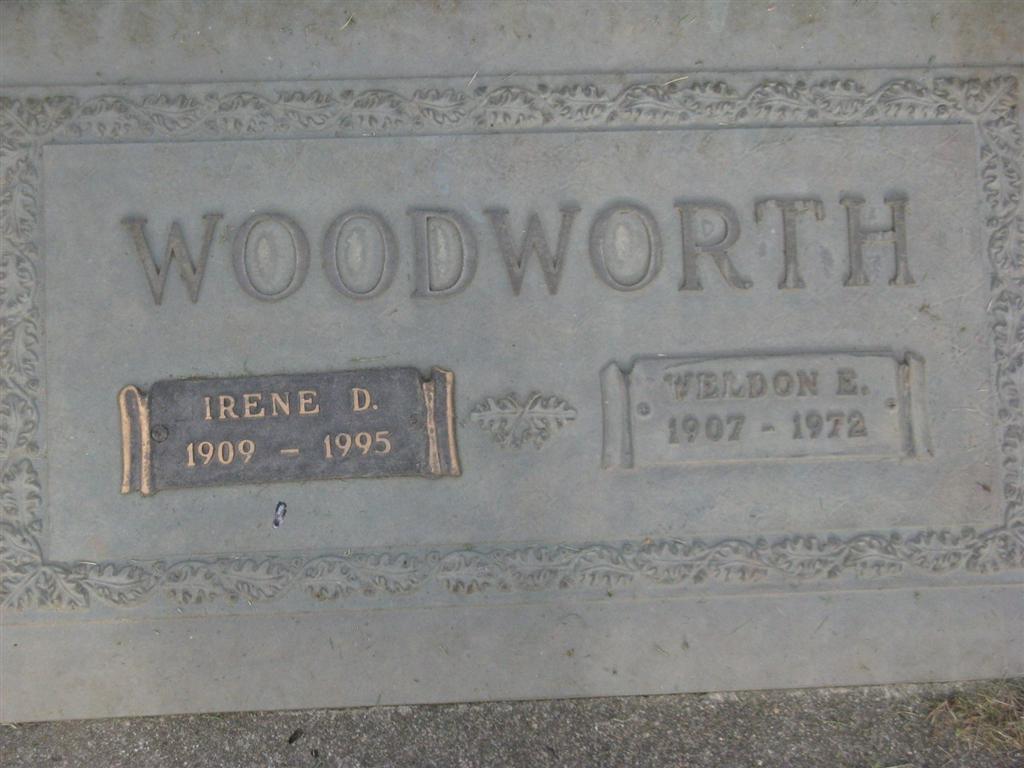 WOODWORTH
IRENE D.
1909 – 1995
WELDON E.
1907 - 1972